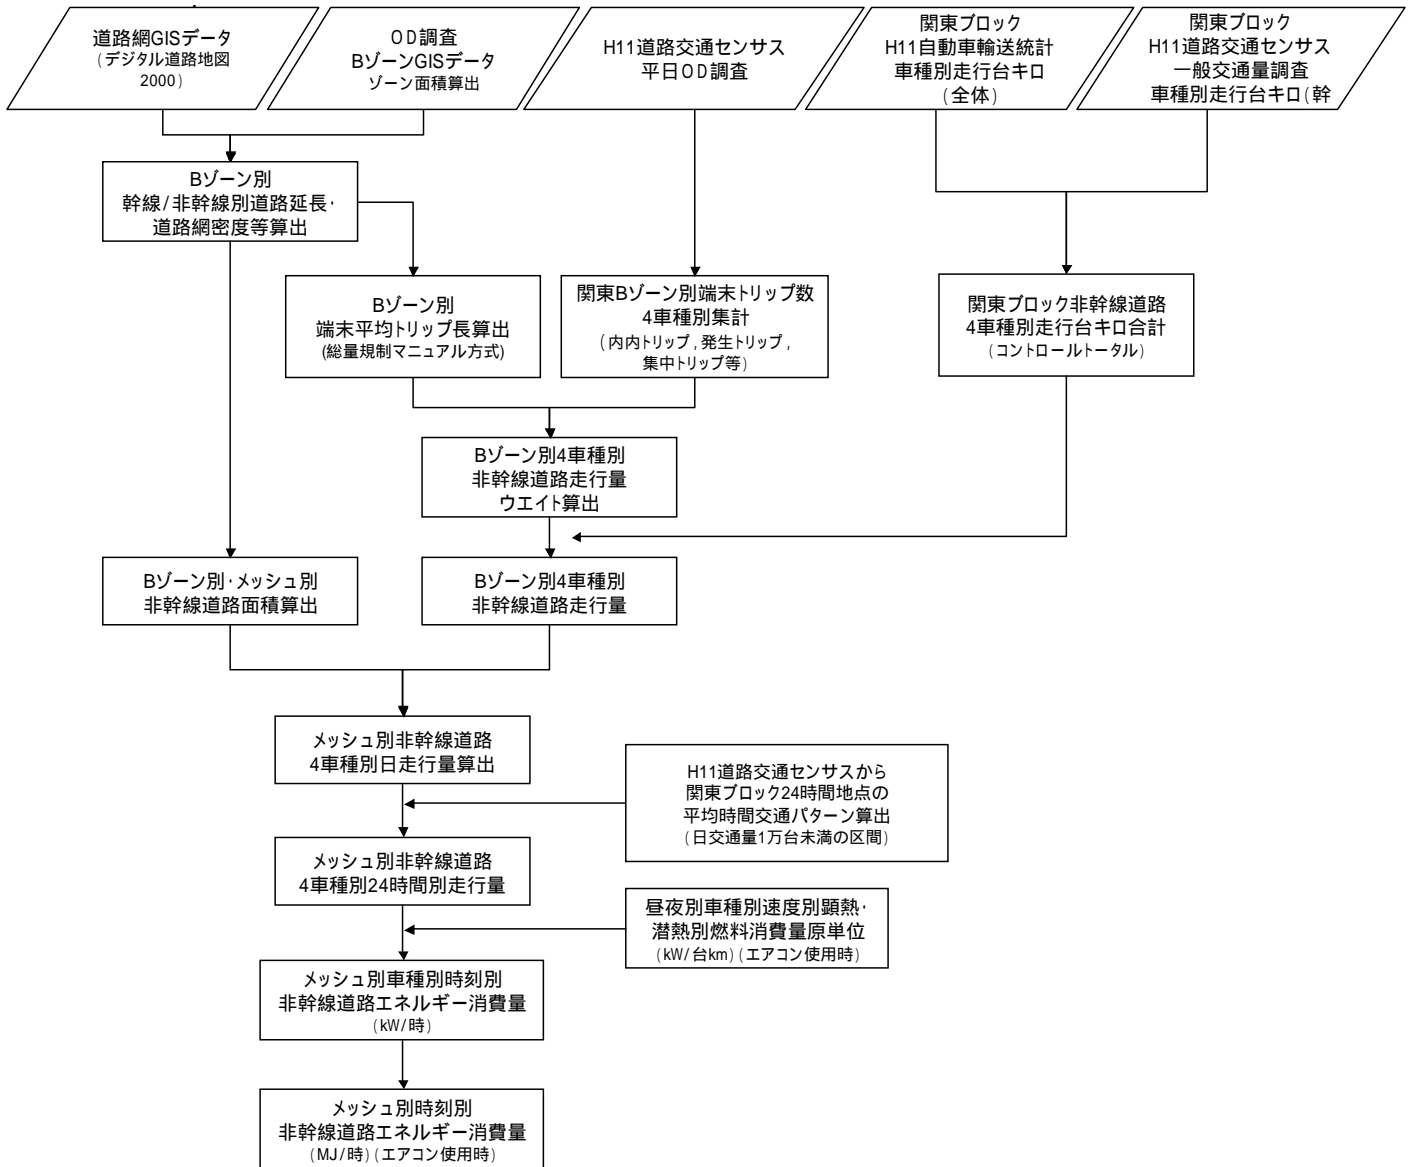 道路網GISデータ
(デジタル道路地図
2000)
OD調査
BゾーンGISデータ
ゾーン面積算出
H11道路交通センサス
平日OD調査
関東ブロック
H11自動車輸送統計
車種別走行台キロ
(全体)
関東ブロック
H11道路交通センサス
一般交通量調査
車種別走行台キロ(幹
Bゾーン別
幹線/非幹線別道路延長・
道路網密度等算出
Bゾーン別
端末平均トリップ長算出
(総量規制マニュアル方式)
関東Bゾーン別端末トリップ数
4車種別集計
(内内トリップ,発生トリップ,
集中トリップ等)
関東ブロック非幹線道路
4車種別走行台キロ合計
(コントロールトータル)
Bゾーン別4車種別
非幹線道路走行量
ウエイト算出
Bゾーン別・メッシュ別
非幹線道路面積算出
Bゾーン別4車種別
非幹線道路走行量
メッシュ別非幹線道路
4車種別日走行量算出
H11道路交通センサスから
関東ブロック24時間地点の
平均時間交通パターン算出
(日交通量1万台未満の区間)
メッシュ別非幹線道路
4車種別24時間別走行量
昼夜別車種別速度別顕熱・
潜熱別燃料消費量原単位
(kW/台km)(エアコン使用時)
メッシュ別車種別時刻別
非幹線道路エネルギー消費量
(kW/時)
メッシュ別時刻別
非幹線道路エネルギー消費量
(MJ/時)(エアコン使用時)